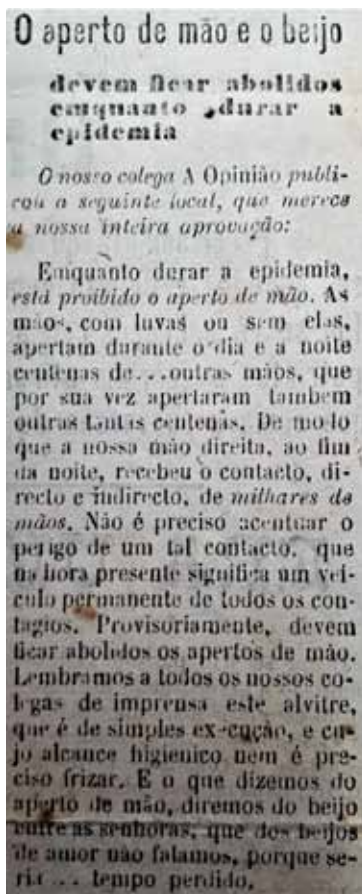 O aperto de mão e o beijo
devem ficar abolidos
emquanto durar a
epidemia
O nosso colega A Opinião publi-
cou a seguinte local, que merece
a nossa inteira aprovação:
Emquanto durar a epidemia,
está proibido o aperto de mão. As
mãos, com luvas ou sem elas,
apertam durante o dia e a noite
centenas de...outras mãos, que
por sua vez apertaram tambem
outras tantas centenas. De modo
que a nossa mão direita, ao fim
da noite, recebeu o contacto, di-
recto e indirecto, de milhares de
mãos. Não é preciso acentuar o
perigo de um tal contacto, que
na hora presente significa um vei-
culo permanente de todos os con-
tagios. Provisoriamente, devem
ficar abolidos os apertos de mão.
Lembramos a todos os nossos co-
legas de imprensa este alvitre,
que é de simples execução, e cu-
jo alcance higienico nem é pre-
ciso frizar. E o que dizemos do
aperto de mão, diremos do beijo
entre as senhoras, que dos beijos
de amor não falamos, porque se-
ria... tempo perdido.